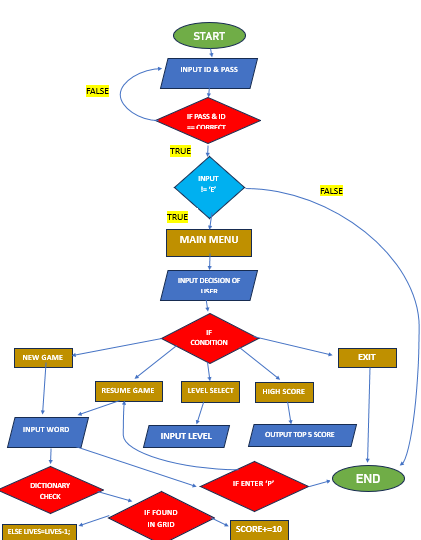 START
INPUT ID & PASS
FALSE
IF PASS & ID
== CORRECT
TRUE
INPUT
!= 'E'
FALSE
TRUE
MAIN MENU
INPUT DECISION OF
USER
IF
CONDITION
NEW GAME
EXIT
RESUME GAME
LEVEL SELECT
HIGH SCORE
INPUT WORD
INPUT LEVEL
OUTPUT TOP 5 SCORE
DICTIONARY
CHECK
IF ENTER 'P'
END
IF FOUND
IN GRID
ELSE LIVES=LIVES-1;
SCORE+=10